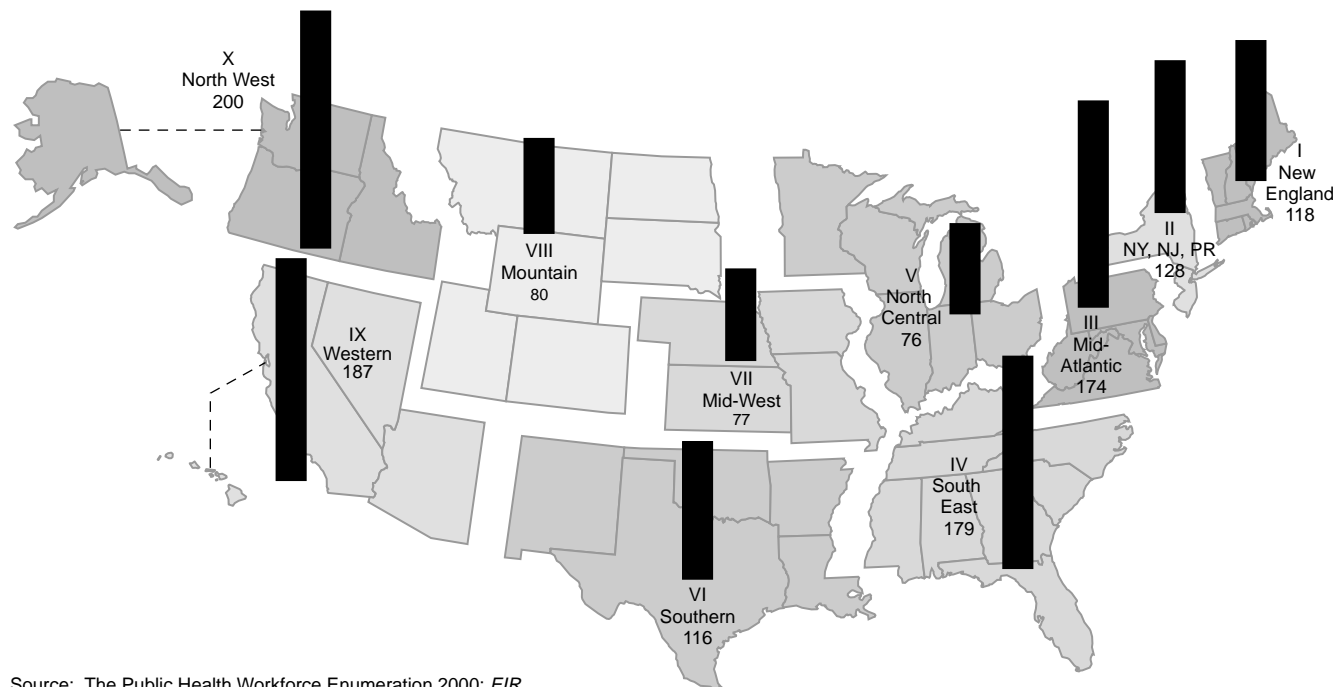 X
North West
200
VIII
Mountain
80
IX
Western
187
VII
Mid-West
77
V
North
Central
76
I
New
England
118
II
NY, NJ, PR
128
III
Mid-
Atlantic
174
IV
South
East
179
VI
Southern
116
Source: The Public Health Workforce Enumeration 2000; EIR